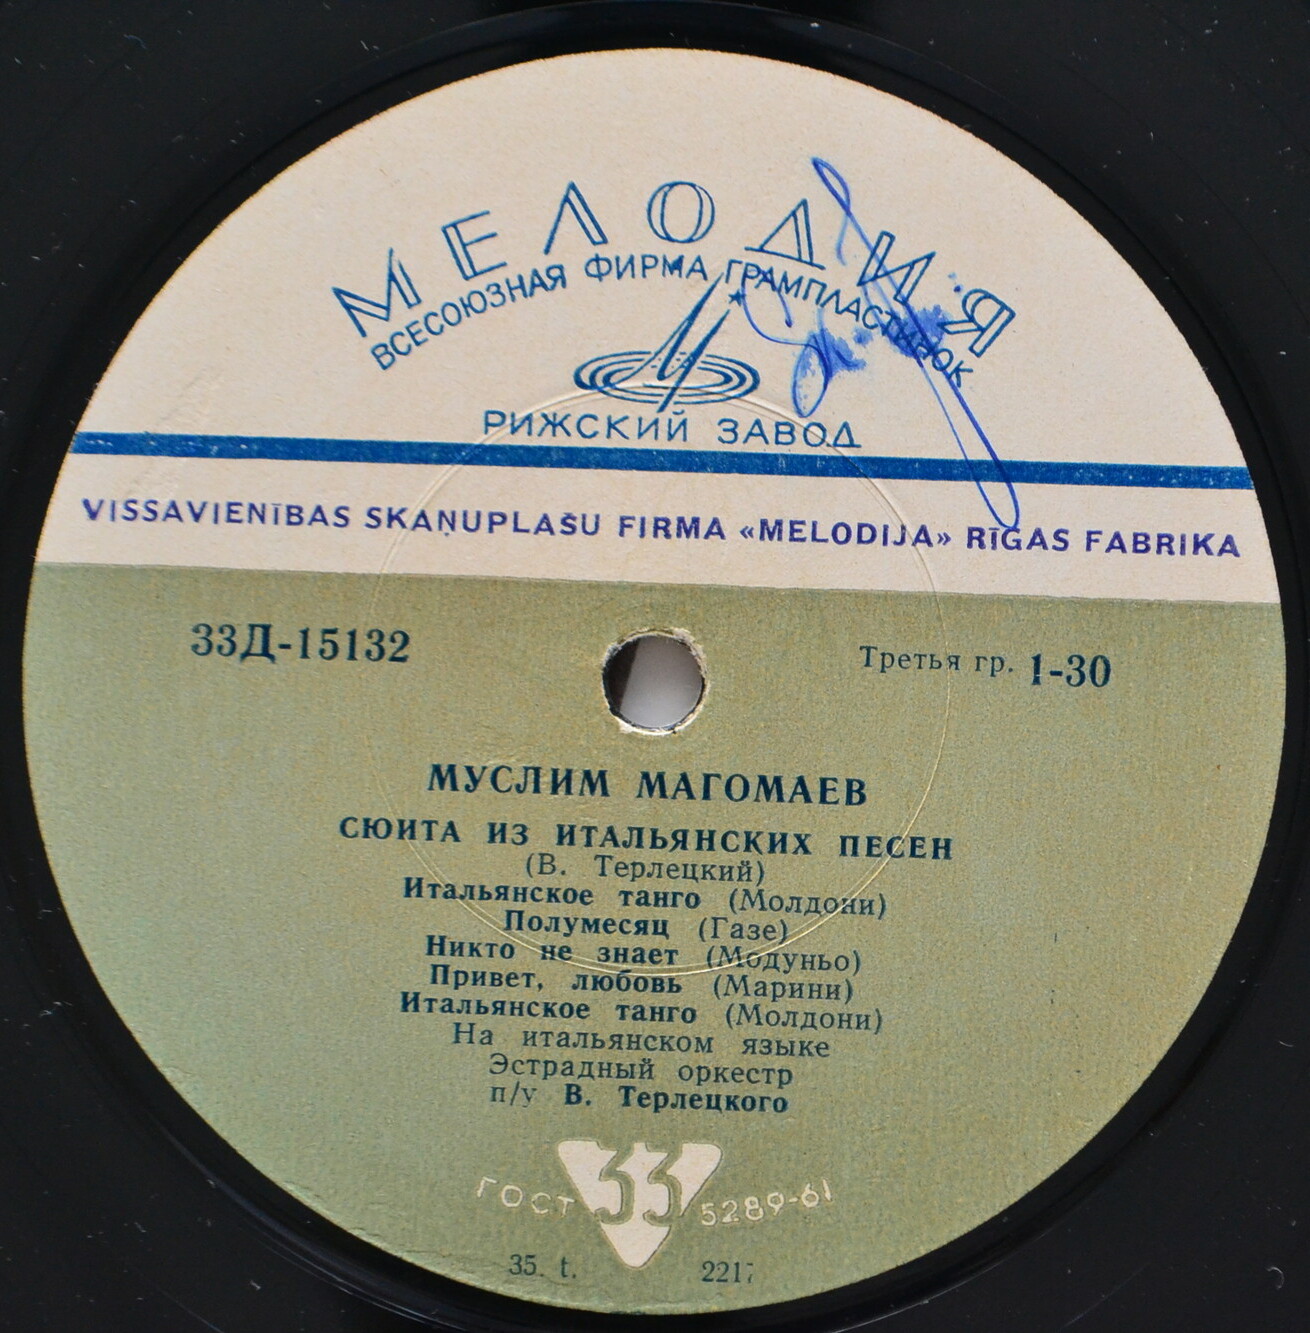 МЕЛОДИЯ
ВСЕСОЮЗНАЯ ФИРМА ГРАМПЛАСТИНОК
РИЖСКИЙ ЗАВОД
VISSAVIENĪBAS SKAŅUPLAŠU FIRMA «MELODIJA» RĪGAS FABRIKA
33Д-15132
Третья гр. 1-30
МУСЛИМ МАГОМАЕВ
СЮИТА ИЗ ИТАЛЬЯНСКИХ ПЕСЕН
(В. Терлецкий)
Итальянское танго (Молдони)
Полумесяц (Газе)
Никто не знает (Модуньо)
Привет, любовь (Марини)
Итальянское танго (Молдони)
На итальянском языке
Эстрадный оркестр
п/у В. Терлецкого
ГОСТ 33 5289-61
35. t. 2217